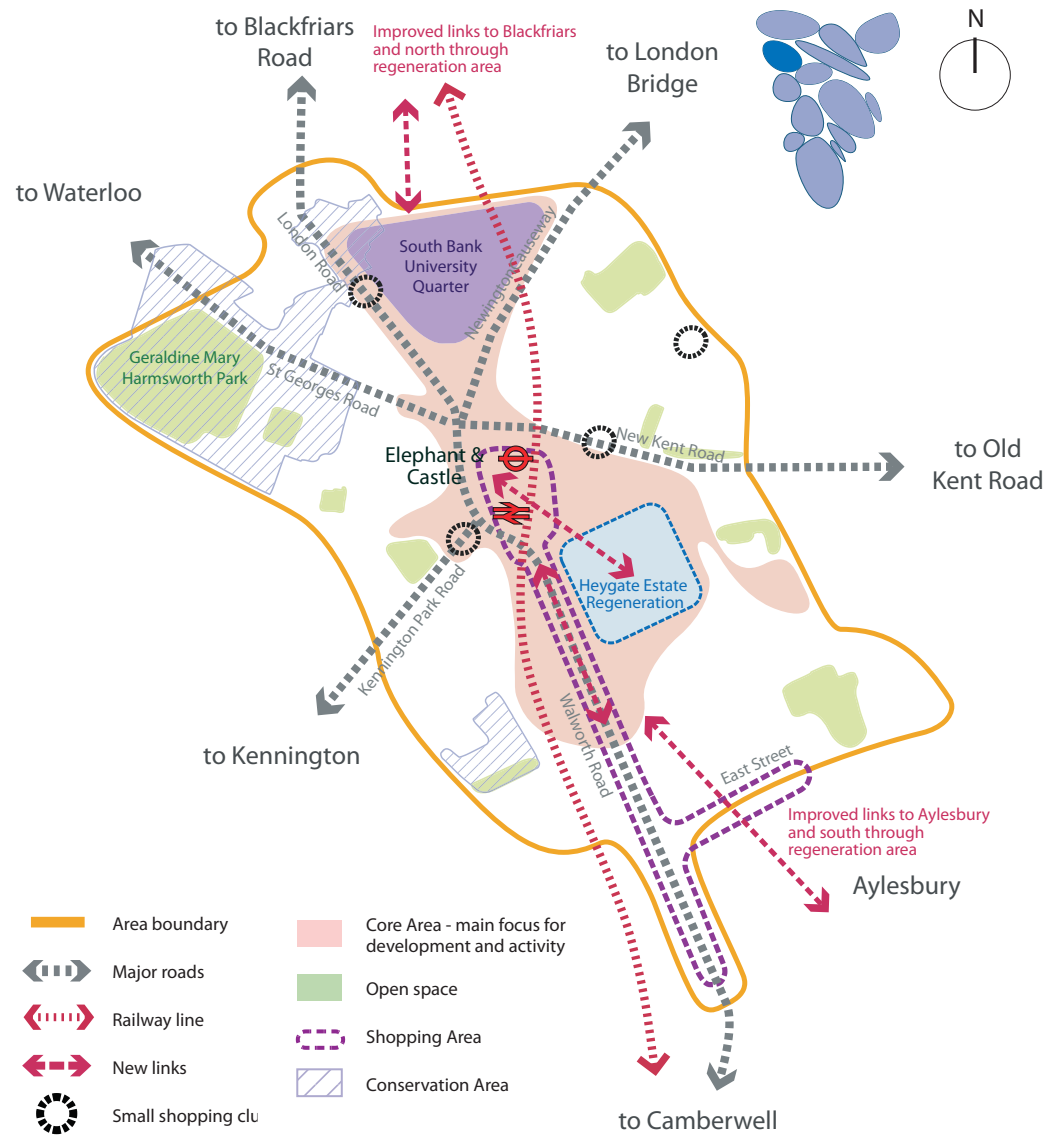 to Blackfriars
Road
Improved links to Blackfriars
and north through
regeneration area
to London
Bridge
N
to Waterloo
London Road
South Bank
University
Quarter
Newington Causeway
Geraldine Mary
Harmsworth Park
St Georges Road
Elephant &
Castle
New Kent Road
to Old
Kent Road
Heygate Estate
Regeneration
Kennington Park Road
to Kennington
Walworth Road
East Street
Improved links to Aylesbury
and south through
regeneration area
Aylesbury
Area boundary
Major roads
Railway line
New links
Small shopping clu
Core Area - main focus for
development and activity
Open space
Shopping Area
Conservation Area
to Camberwell